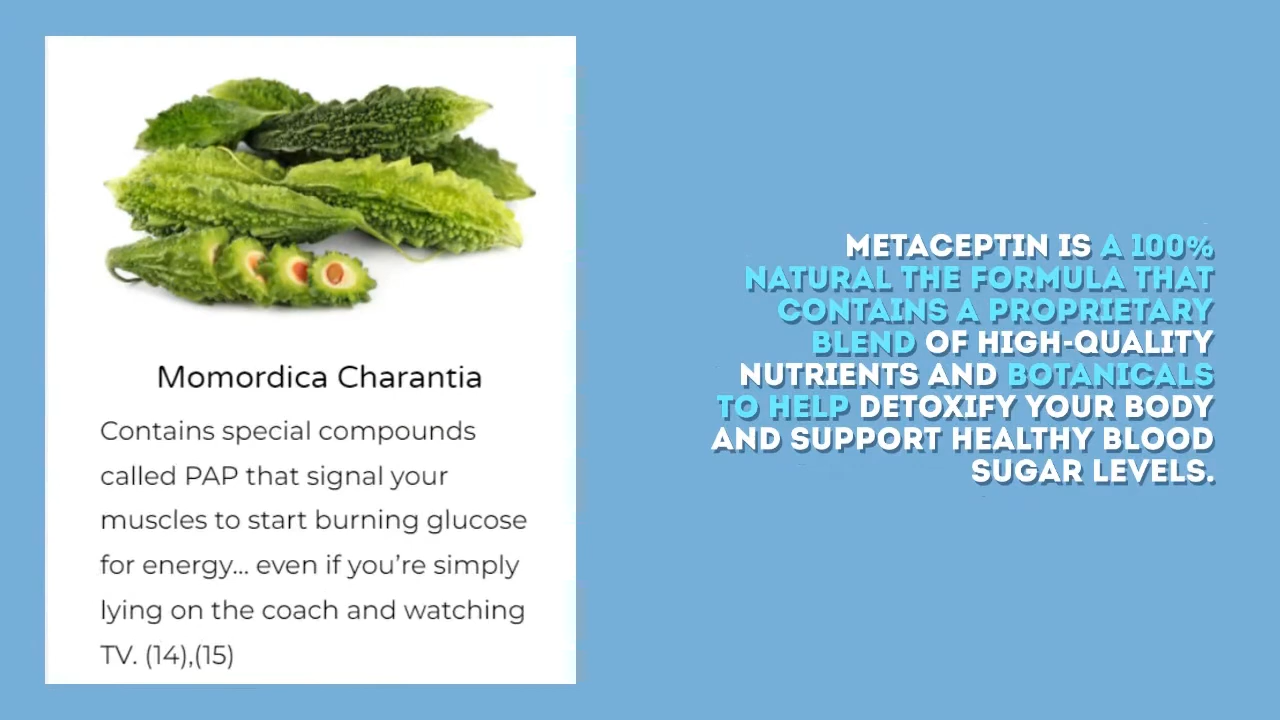 Momordica Charantia
Contains special compounds
called PAP that signal your
muscles to start burning glucose
for energy... even if you're simply
lying on the coach and watching
TV. (14),(15)
METACEPTIN IS A 100%
NATURAL THE FORMULA THAT
CONTAINS A PROPRIETARY
BLEND OF HIGH-QUALITY
NUTRIENTS AND BOTANICALS
TO HELP DETOXIFY YOUR BODY
AND SUPPORT HEALTHY BLOOD
SUGAR LEVELS.